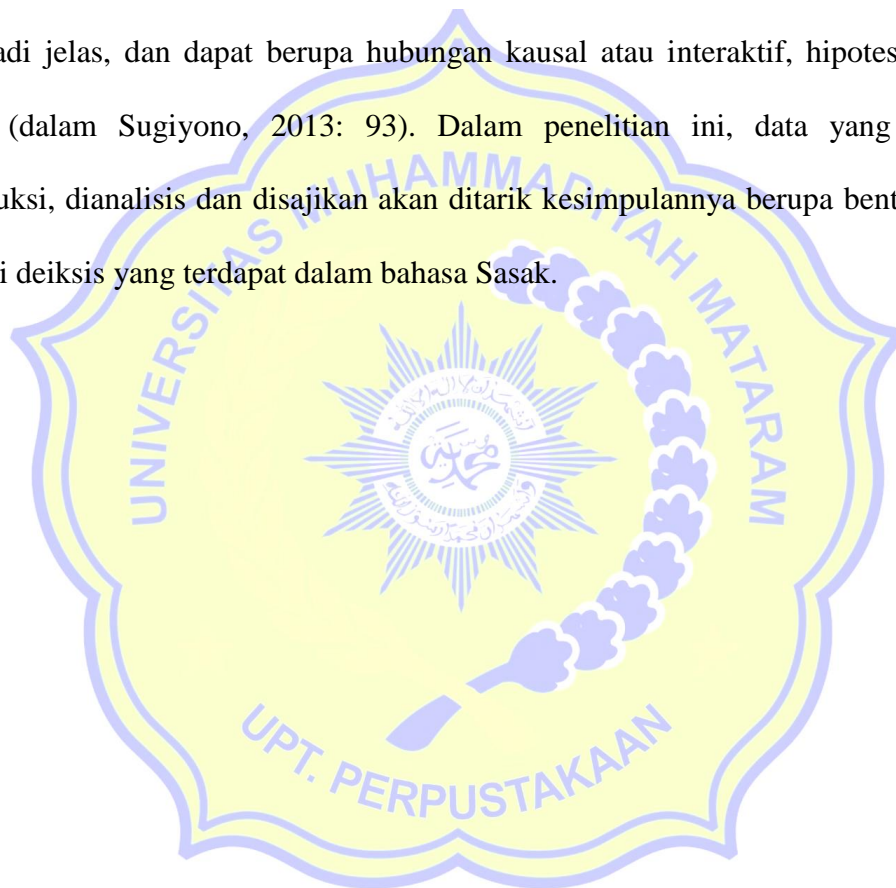 adi jelas, dan dapat berupa hubungan kausal atau interaktif, hipotes
(dalam Sugiyono, 2013: 93). Dalam penelitian ini, data yang
uksi, dianalisis dan disajikan akan ditarik kesimpulannya berupa bent
i deiksis yang terdapat dalam bahasa Sasak.
UNIVERSITAS MUHAMMADIYAH MATARAM
UPT. PERPUSTAKAAN